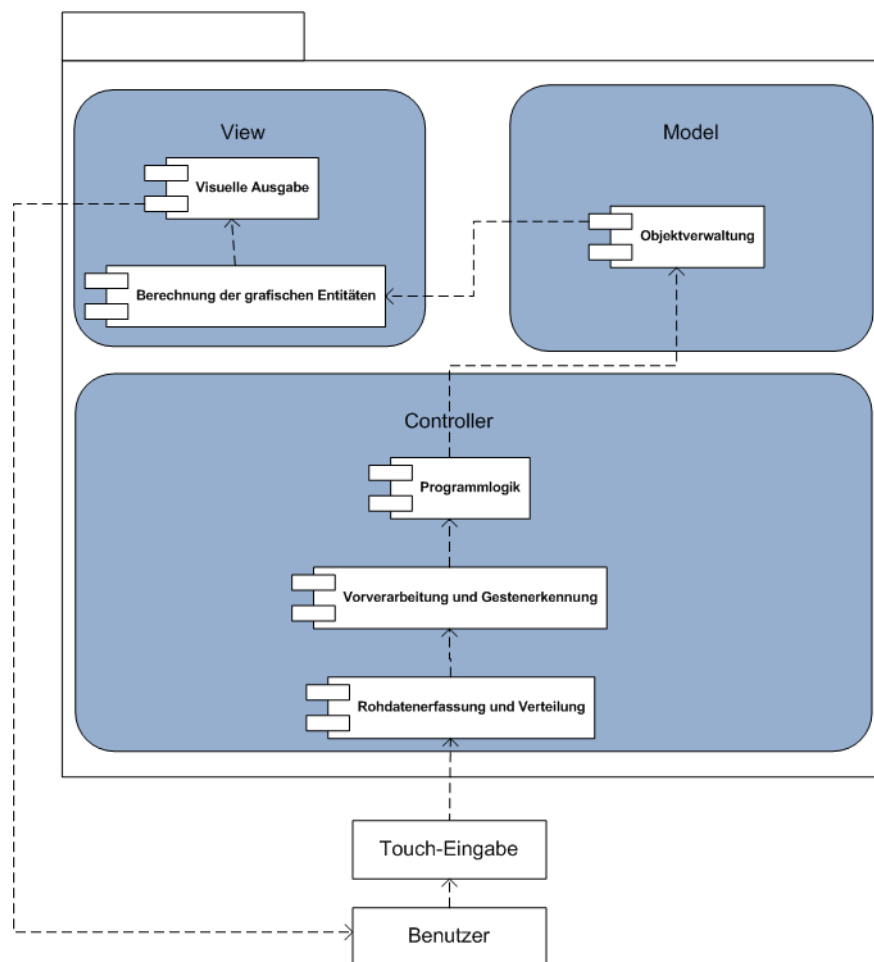 View
Visuelle Ausgabe
Berechnung der grafischen Entitäten
Model
Objektverwaltung
Controller
Programmlogik
Vorverarbeitung und Gestenerkennung
Rohdatenerfassung und Verteilung
Touch-Eingabe
Benutzer